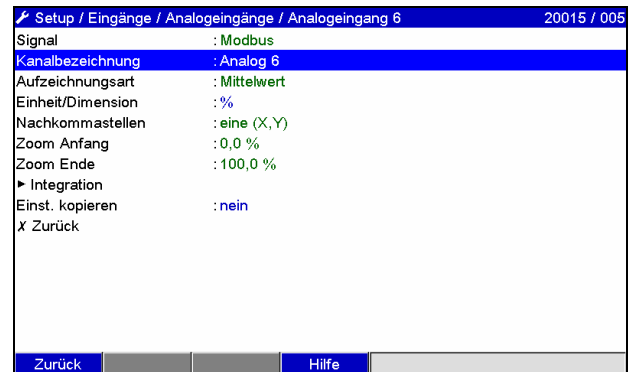 Setup / Eingänge / Analogeingänge / Analogeingang 6 20015 / 005
Signal : Modbus
Kanalbezeichnung : Analog 6
Aufzeichnungsart : Mittelwert
Einheit/Dimension : %
Nachkommastellen : eine (X,Y)
Zoom Anfang : 0,0 %
Zoom Ende : 100,0 %
► Integration
Einst. kopieren : nein
✗ Zurück
Zurück Hilfe